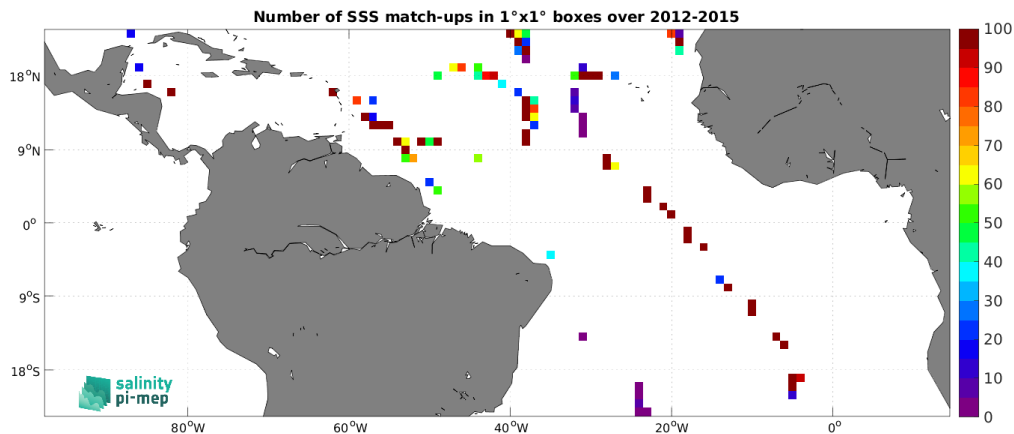 Number of SSS match-ups in 1°x1° boxes over 2012-2015
18°N
9°N
0°
9°S
18°S
80°W
60°W
40°W
20°W
0°
100
90
80
70
60
50
40
30
20
10
0
salinity
pi-mep